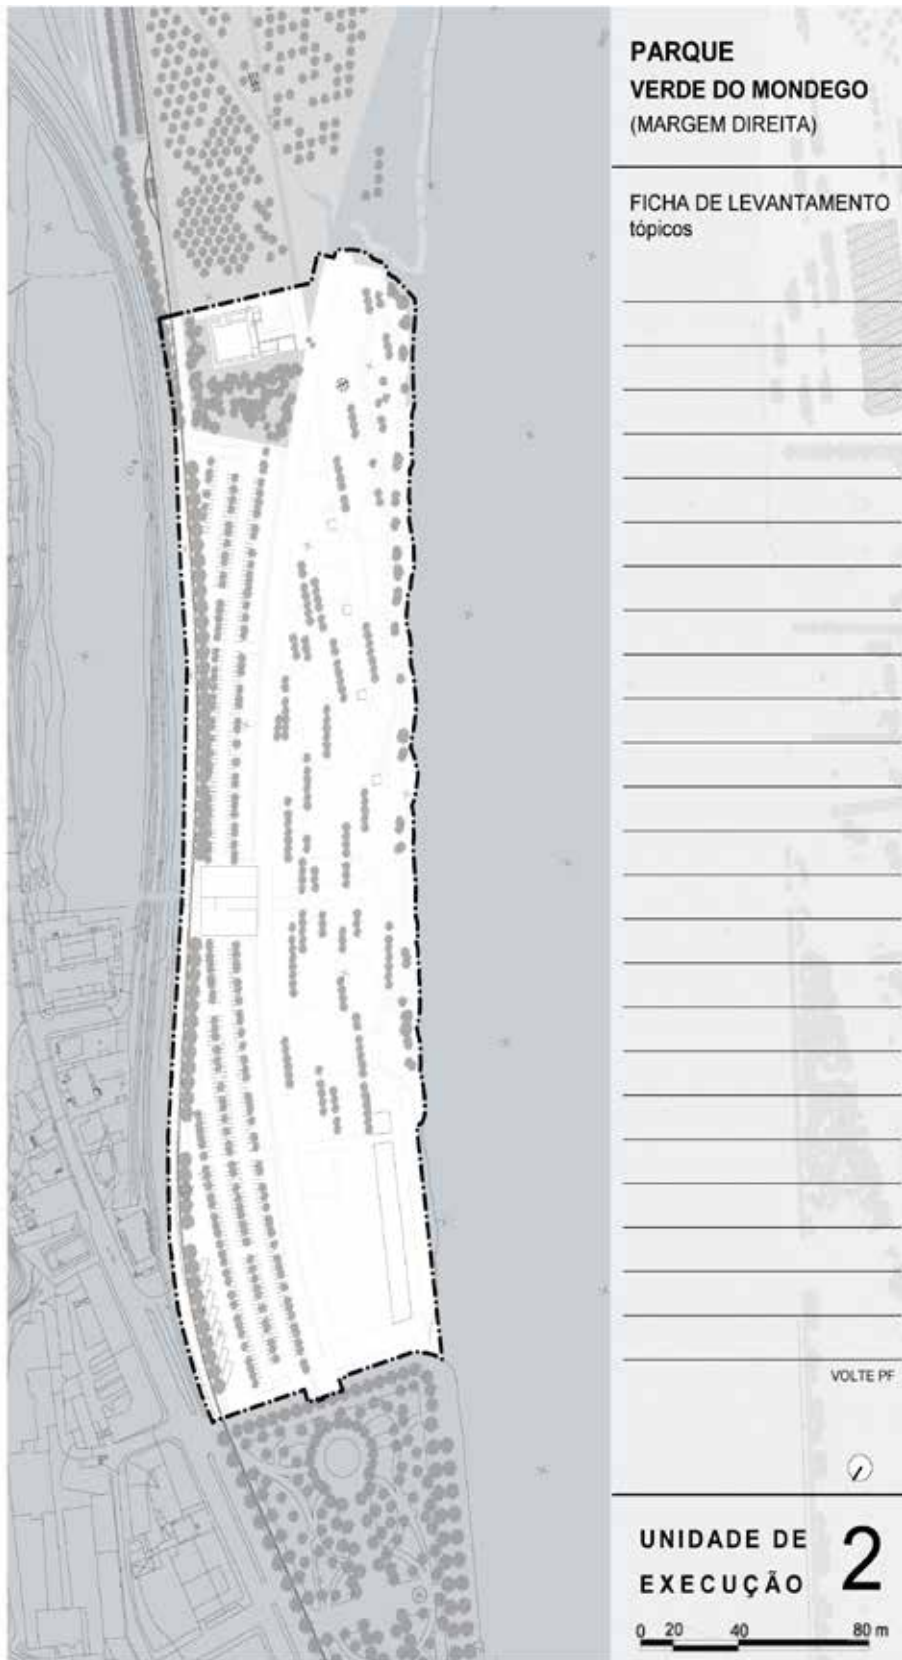 PARQUE
VERDE DO MONDEGO
(MARGEM DIREITA)
FICHA DE LEVANTAMENTO
tópicos
VOLTE PF
UNIDADE DE
EXECUÇÃO
2
0 20 40 80 m